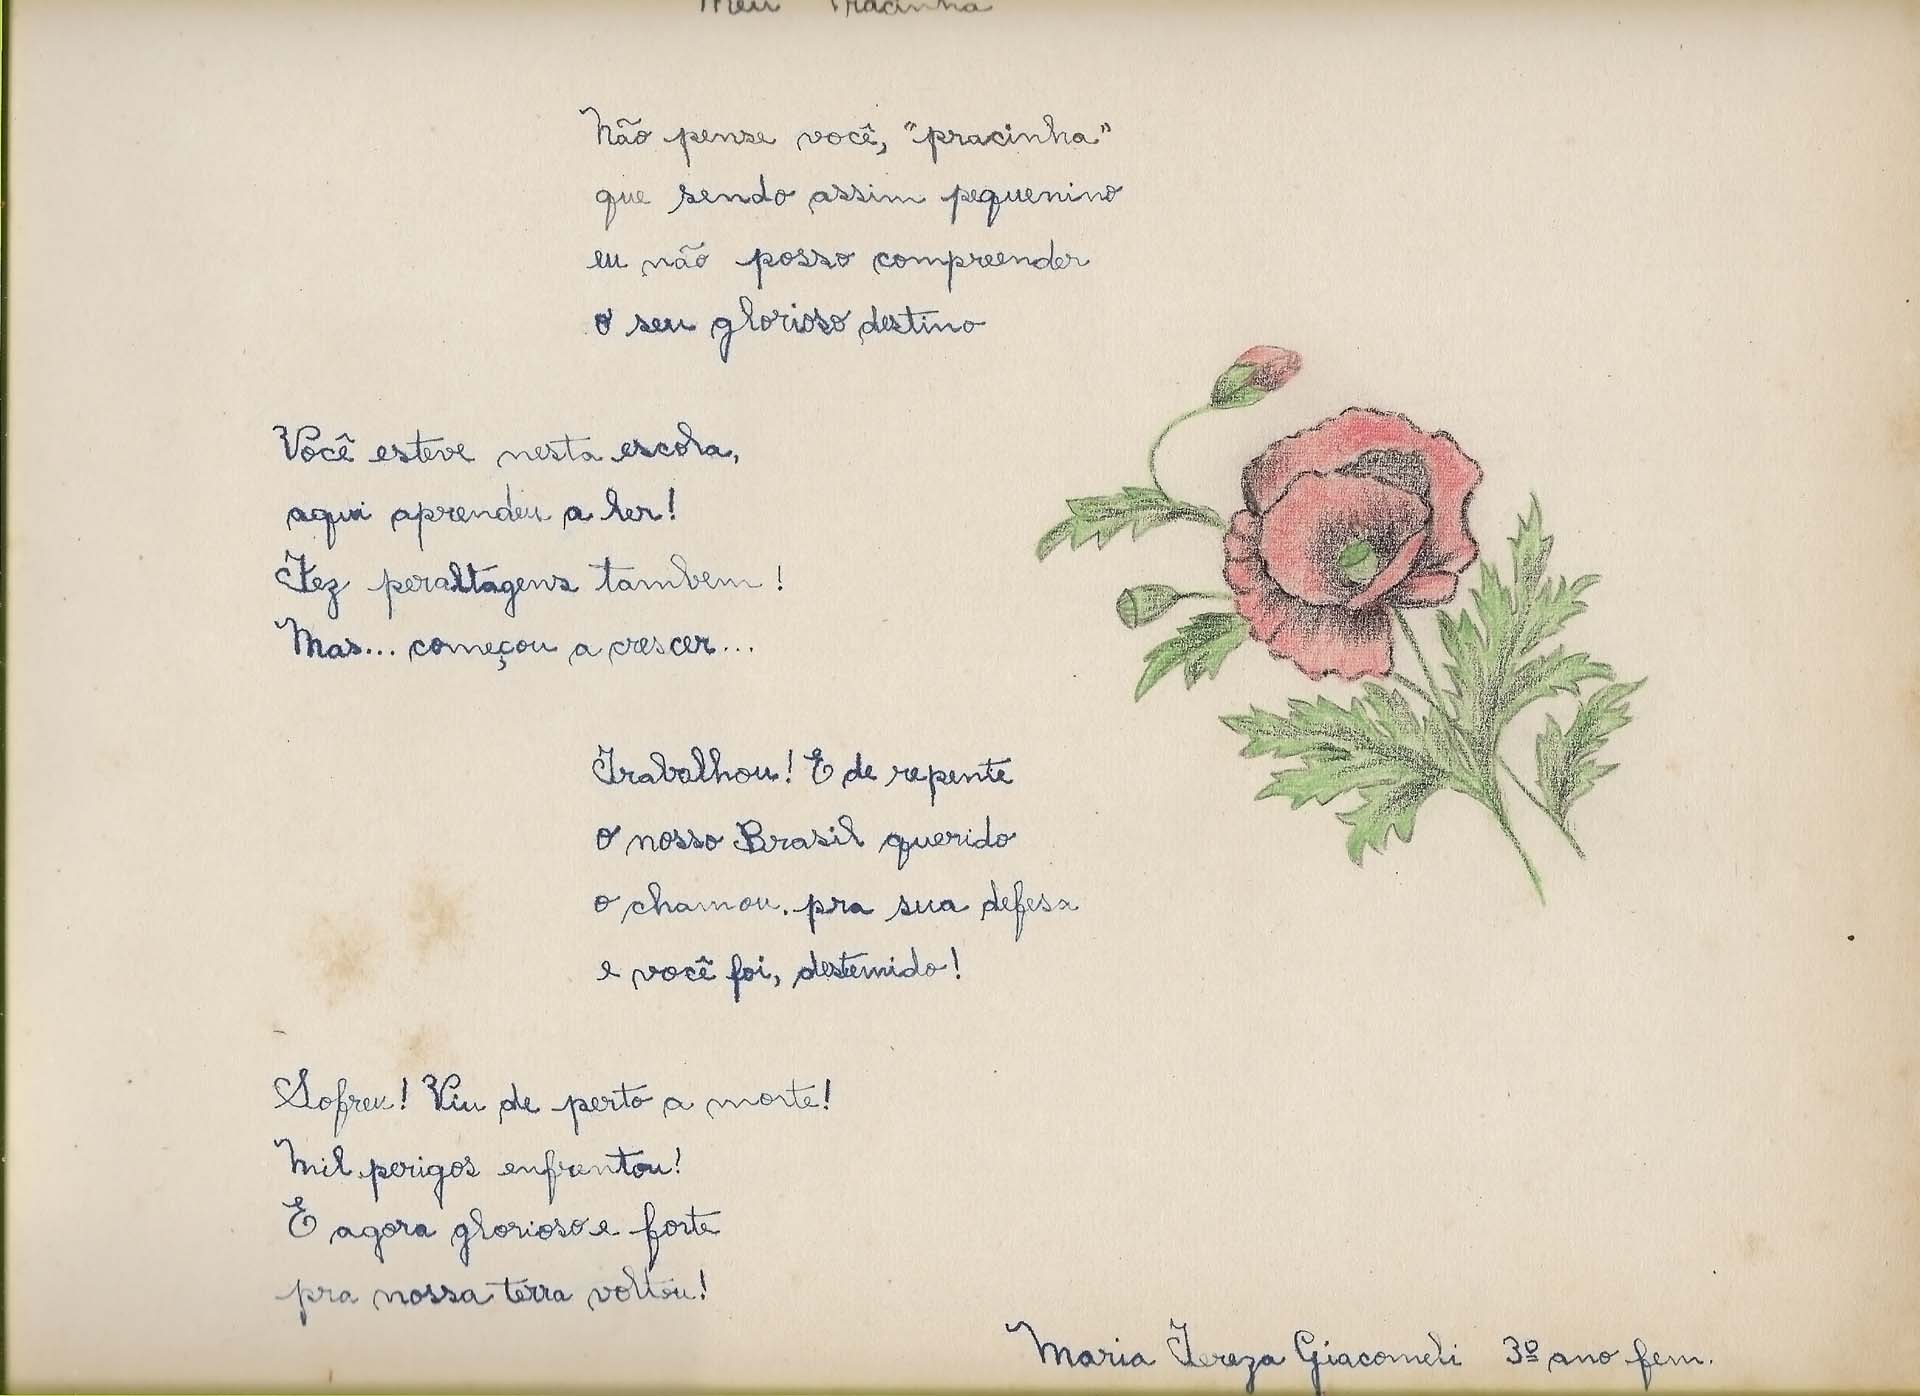 Meu Pracinha
Não pense você, "pracinha"
que sendo assim pequenino
eu não posso compreender
o seu glorioso destino
Você esteve nesta escola,
aqui aprendeu a ler!
Fez peraltagens tambem!
Mas... começou a crescer...
Trabalhou! E de repente
o nosso Brasil querido
o chamou pra sua defesa
e você foi, destemido!
Sofreu! Viu de perto a morte!
Mil perigos enfrentou!
E agora glorioso e forte
pra nossa terra voltou!
Maria Tereza Giacomeli 3º ano fem.